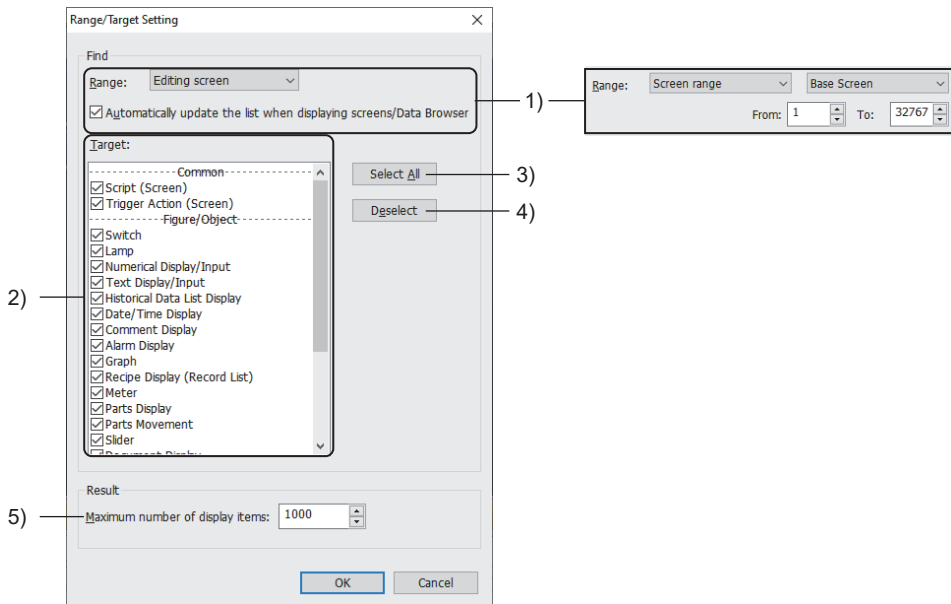 Range/Target Setting
Find
Range: Editing screen
Automatically update the list when displaying screens/Data Browser
1)
Range: Screen range Base Screen
From: 1 To: 32767
Target:
Common
Script (Screen)
Trigger Action (Screen)
Figure/Object
Switch
Lamp
Numerical Display/Input
Text Display/Input
Historical Data List Display
Date/Time Display
Comment Display
Alarm Display
Graph
Recipe Display (Record List)
Meter
Parts Display
Parts Movement
Slider
Document Display
2)
Select All
3)
Deselect
4)
Result
5)
Maximum number of display items: 1000
OK Cancel